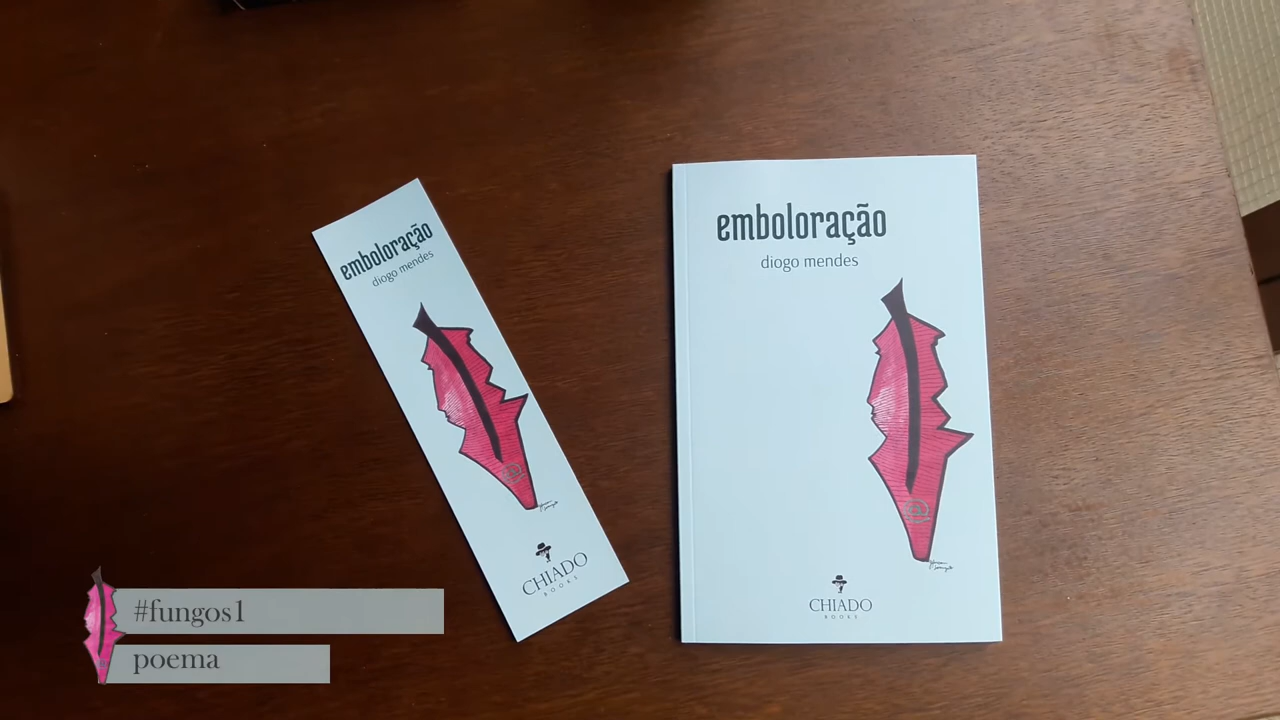 emboloração
diogo mendes
CHIADO
BOOKS
emboloração
diogo mendes
CHIADO
BOOKS
#fungos1
poema